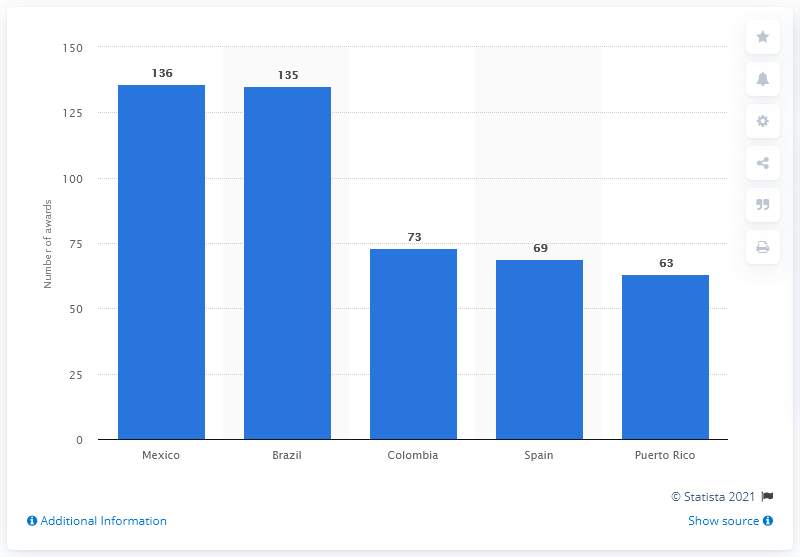 150
125
100
75
50
25
0
Number of awards
136
135
73
69
63
Mexico
Brazil
Colombia
Spain
Puerto Rico
© Statista 2021
Additional Information
Show source